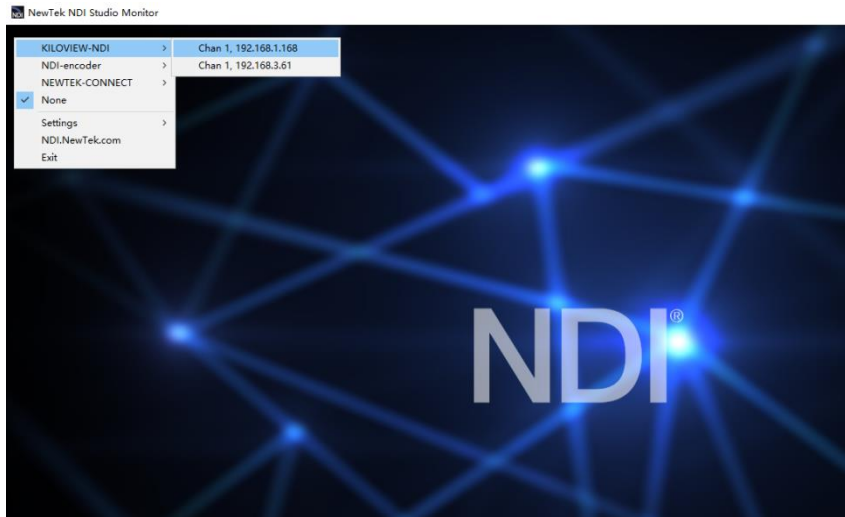 NewTek NDI Studio Monitor
KILOVIEW-NDI > Chan 1, 192.168.1.168
NDI-encoder > Chan 1, 192.168.3.61
NEWTEK-CONNECT >
✓ None
Settings >
NDI.NewTek.com
Exit
NDI®